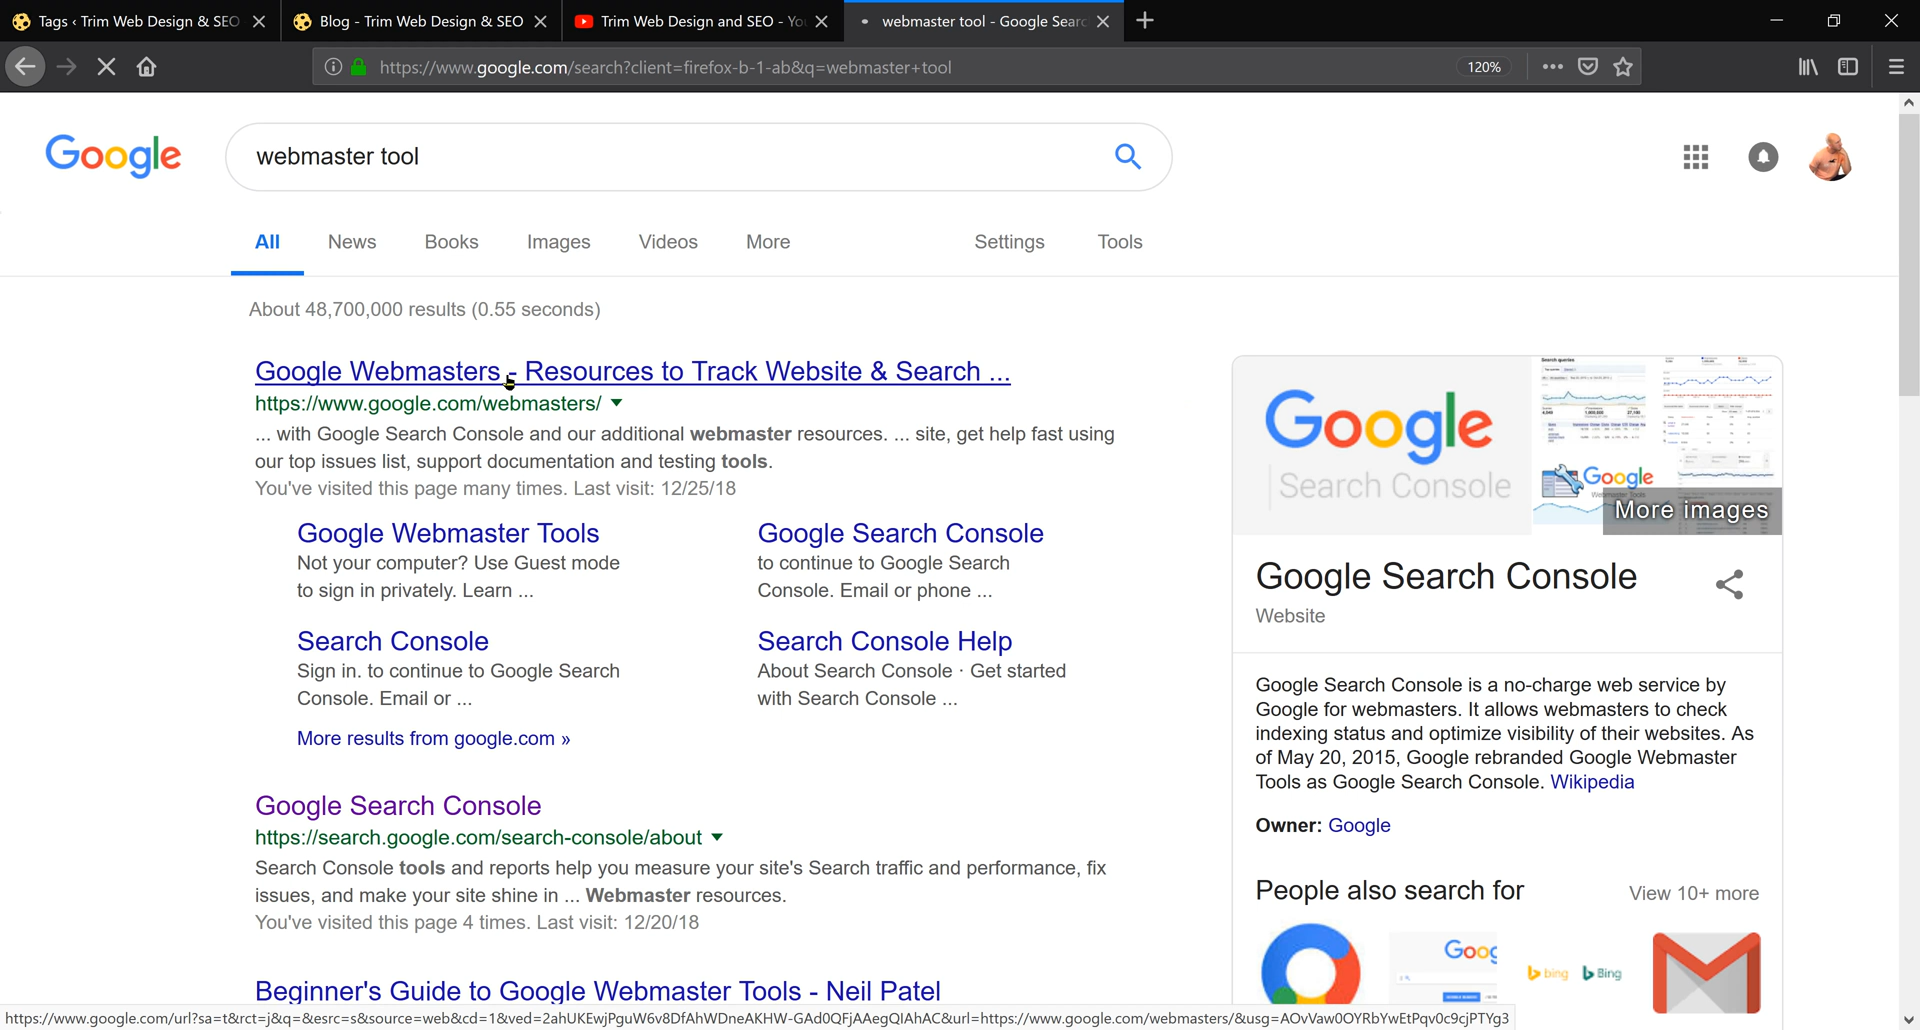 Tags ‹ Trim Web Design & SEO
Blog - Trim Web Design & SEO
Trim Web Design and SEO - You
webmaster tool - Google Searc
https://www.google.com/search?client=firefox-b-1-ab&q=webmaster+tool
120%
Google
webmaster tool
All
News
Books
Images
Videos
More
Settings
Tools
About 48,700,000 results (0.55 seconds)
Google Webmasters - Resources to Track Website & Search ...
https://www.google.com/webmasters/
... with Google Search Console and our additional webmaster resources. ... site, get help fast using
our top issues list, support documentation and testing tools.
You've visited this page many times. Last visit: 12/25/18
Google Webmaster Tools
Not your computer? Use Guest mode
to sign in privately. Learn ...
Google Search Console
to continue to Google Search
Console. Email or phone ...
Search Console
Sign in. to continue to Google Search
Console. Email or ...
Search Console Help
About Search Console · Get started
with Search Console ...
More results from google.com »
Google Search Console
https://search.google.com/search-console/about
Search Console tools and reports help you measure your site's Search traffic and performance, fix
issues, and make your site shine in ... Webmaster resources.
You've visited this page 4 times. Last visit: 12/20/18
Beginner's Guide to Google Webmaster Tools - Neil Patel
Google
Search Console
Search queries
Google
More images
Google Search Console
Website
Google Search Console is a no-charge web service by
Google for webmasters. It allows webmasters to check
indexing status and optimize visibility of their websites. As
of May 20, 2015, Google rebranded Google Webmaster
Tools as Google Search Console. Wikipedia
Owner: Google
People also search for
View 10+ more
Goog
bing
Bing
https://www.google.com/url?sa=t&rct=j&q=&esrc=s&source=web&cd=1&ved=2ahUKEwjPguW6v8DfAhWDneAKHW-GAd0QFjAAegQIAhAC&url=https://www.google.com/webmasters/&usg=AOvVaw0OYRbYwEtPqv0c9cjPTYg3